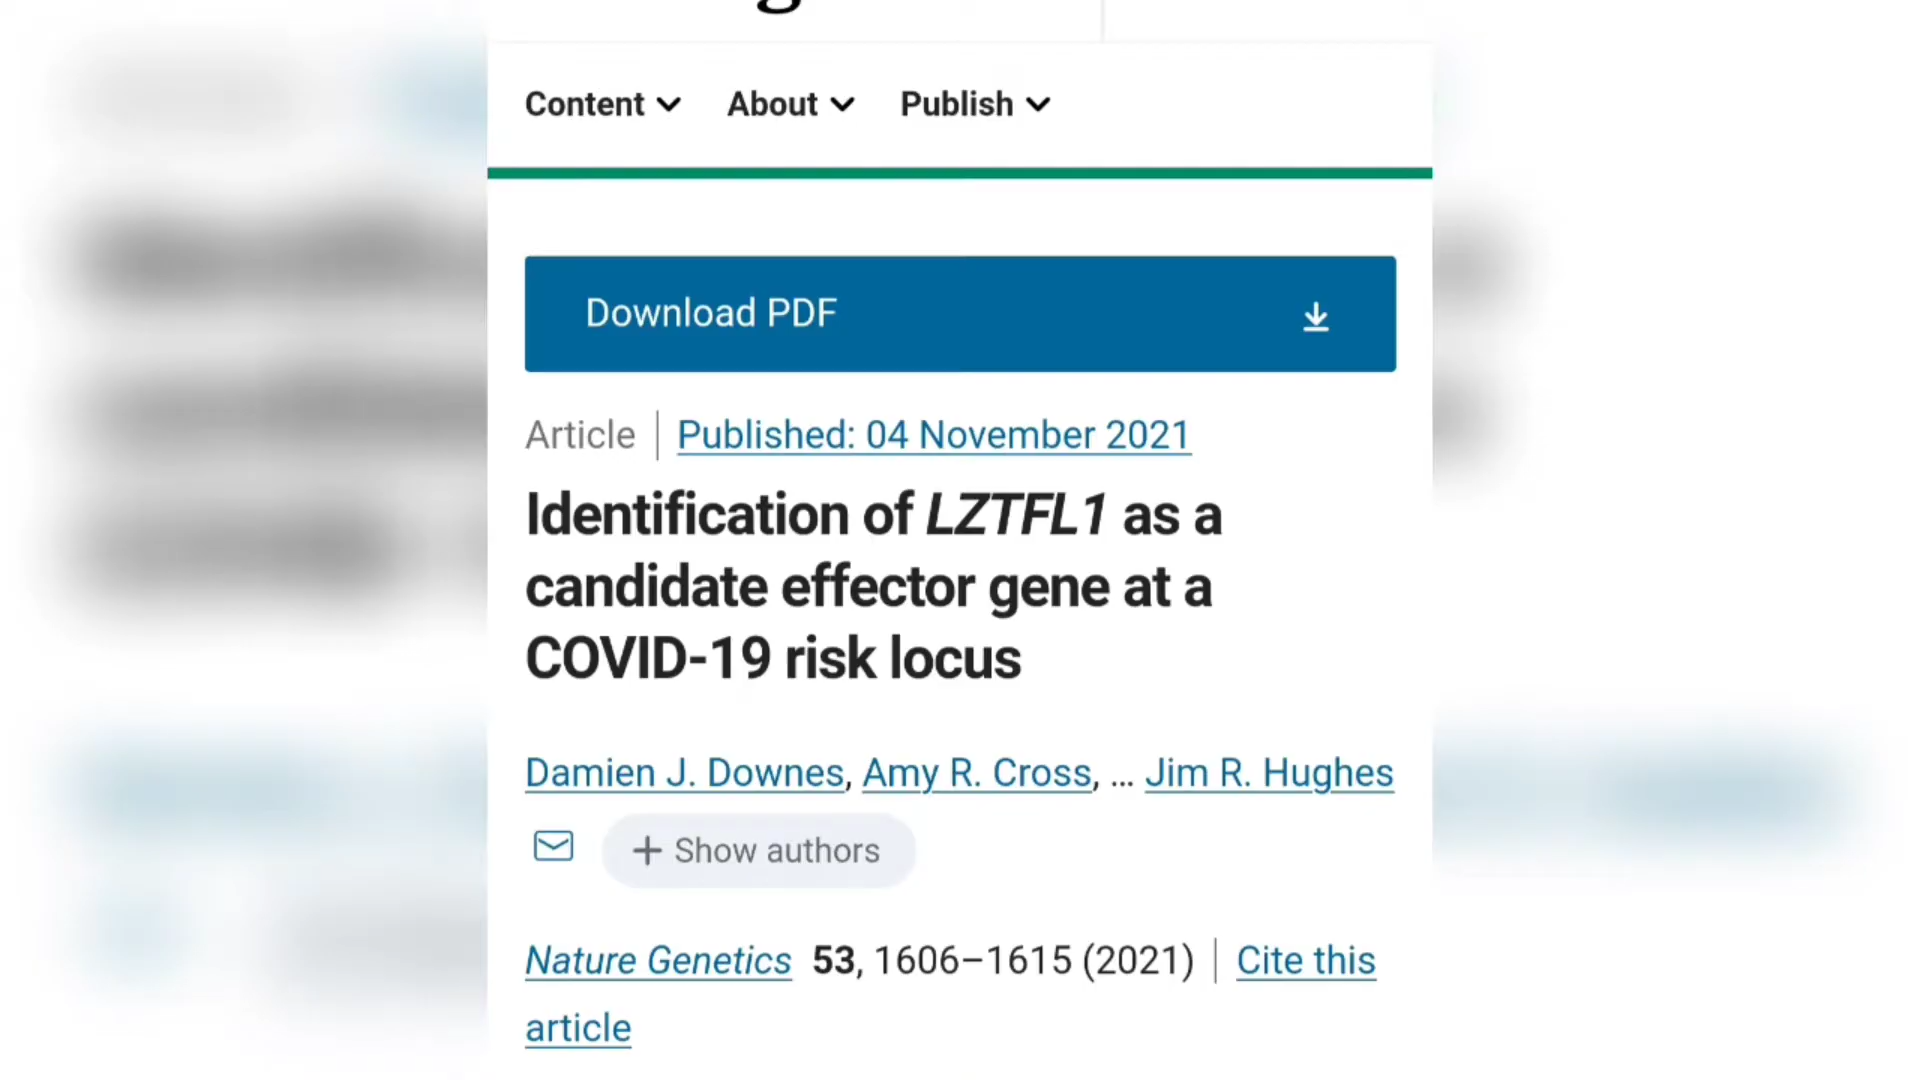 Content About Publish
Download PDF
Article | Published: 04 November 2021
Identification of LZTFL1 as a
candidate effector gene at a
COVID-19 risk locus
Damien J. Downes, Amy R. Cross, … Jim R. Hughes
+ Show authors
Nature Genetics 53, 1606–1615 (2021) | Cite this
article